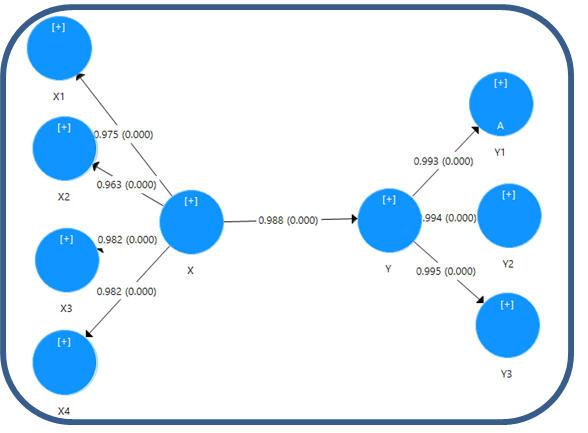 [+]
X1
0.975 (0.000)
[+]
X2
0.963 (0.000)
[+]
X3
0.982 (0.000)
[+]
X4
0.982 (0.000)
[+]
X
0.988 (0.000)
[+]
Y
0.993 (0.000)
[+]
A
Y1
.994 (0.000)
[+]
Y2
0.995 (0.000)
[+]
Y3